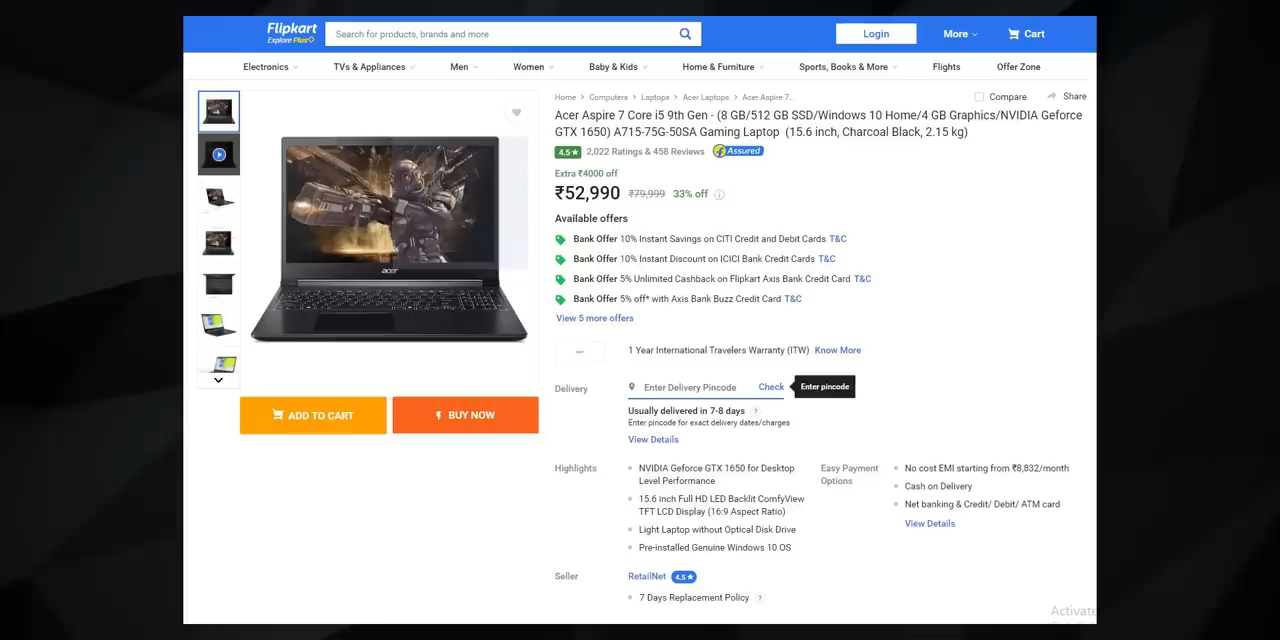 Flipkart
Explore Plus
Search for products, brands and more
Login
More
Cart
Electronics
TVs & Appliances
Men
Women
Baby & Kids
Home & Furniture
Sports, Books & More
Flights
Offer Zone
Home > Computers > Laptops > Acer Laptops > Acer Aspire 7...
Compare
Share
Acer Aspire 7 Core i5 9th Gen - (8 GB/512 GB SSD/Windows 10 Home/4 GB Graphics/NVIDIA Geforce
GTX 1650) A715-75G-50SA Gaming Laptop (15.6 inch, Charcoal Black, 2.15 kg)
4.5★ 2,022 Ratings & 458 Reviews Assured
Extra ₹4000 off
₹52,990 ₹79,999 33% off
Available offers
Bank Offer 10% Instant Savings on CITI Credit and Debit Cards T&C
Bank Offer 10% Instant Discount on ICICI Bank Credit Cards T&C
Bank Offer 5% Unlimited Cashback on Flipkart Axis Bank Credit Card T&C
Bank Offer 5% off* with Axis Bank Buzz Credit Card T&C
View 5 more offers
acer
1 Year International Travelers Warranty (ITW) Know More
Delivery
Enter Delivery Pincode
Check
Enter pincode
Usually delivered in 7-8 days ?
Enter pincode for exact delivery dates/charges
View Details
ADD TO CART
BUY NOW
Highlights
NVIDIA Geforce GTX 1650 for Desktop
Level Performance
15.6 inch Full HD LED Backlit ComfyView
TFT LCD Display (16:9 Aspect Ratio)
Light Laptop without Optical Disk Drive
Pre-installed Genuine Windows 10 OS
Easy Payment
Options
No cost EMI starting from ₹8,832/month
Cash on Delivery
Net banking & Credit/ Debit/ ATM card
View Details
Seller
RetailNet 4.5★
7 Days Replacement Policy ?
Activate